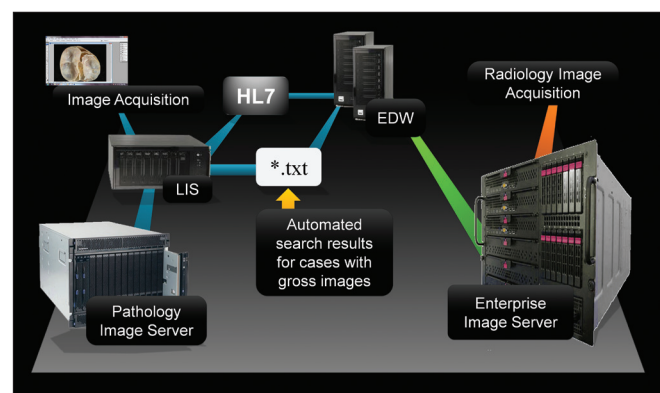 Image Acquisition
HL7
EDW
Radiology Image
Acquisition
LIS
*.txt
Automated
search results
for cases with
gross images
Pathology
Image Server
Enterprise
Image Server